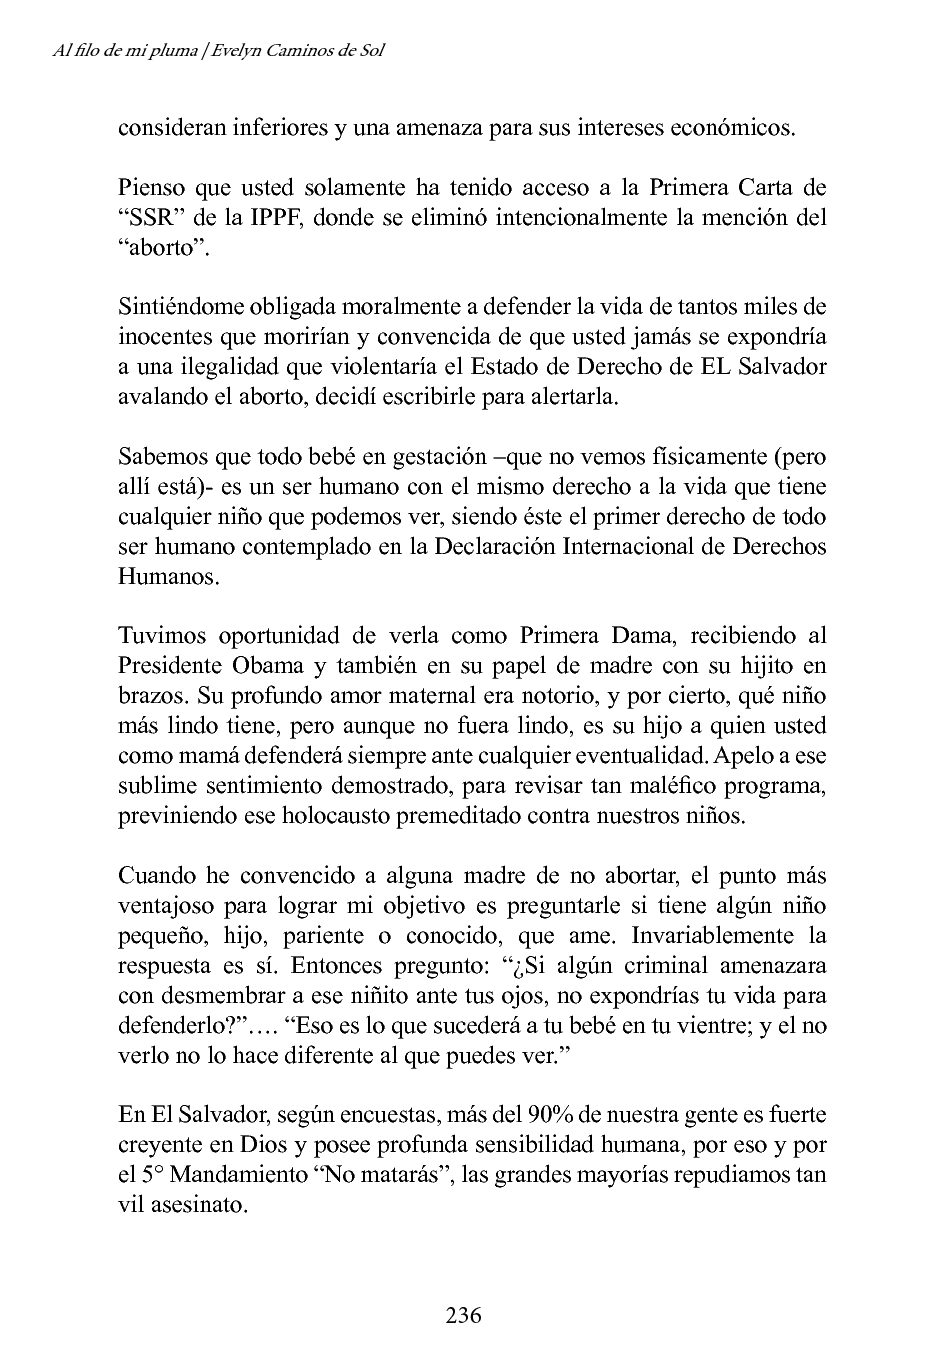 Al filo de mi pluma | Evelyn Caminos de Sol
consideran inferiores y una amenaza para sus intereses económicos.
Pienso que usted solamente ha tenido acceso a la Primera Carta de
“SSR” de la IPPF, donde se eliminó intencionalmente la mención del
“aborto”.
Sintiéndome obligada moralmente a defender la vida de tantos miles de
inocentes que morirían y convencida de que usted jamás se expondría
a una ilegalidad que violentaría el Estado de Derecho de EL Salvador
avalando el aborto, decidí escribirle para alertarla.
Sabemos que todo bebé en gestación –que no vemos físicamente (pero
allí está)- es un ser humano con el mismo derecho a la vida que tiene
cualquier niño que podemos ver, siendo éste el primer derecho de todo
ser humano contemplado en la Declaración Internacional de Derechos
Humanos.
Tuvimos oportunidad de verla como Primera Dama, recibiendo al
Presidente Obama y también en su papel de madre con su hijito en
brazos. Su profundo amor maternal era notorio, y por cierto, qué niño
más lindo tiene, pero aunque no fuera lindo, es su hijo a quien usted
como mamá defenderá siempre ante cualquier eventualidad. Apelo a ese
sublime sentimiento demostrado, para revisar tan maléfico programa,
previniendo ese holocausto premeditado contra nuestros niños.
Cuando he convencido a alguna madre de no abortar, el punto más
ventajoso para lograr mi objetivo es preguntarle si tiene algún niño
pequeño, hijo, pariente o conocido, que ame. Invariablemente la
respuesta es sí. Entonces pregunto: “¿Si algún criminal amenazara
con desmembrar a ese niñito ante tus ojos, no expondrías tu vida para
defenderlo?”…. “Eso es lo que sucederá a tu bebé en tu vientre; y el no
verlo no lo hace diferente al que puedes ver.”
En El Salvador, según encuestas, más del 90% de nuestra gente es fuerte
creyente en Dios y posee profunda sensibilidad humana, por eso y por
el 5° Mandamiento “No matarás”, las grandes mayorías repudiamos tan
vil asesinato.
236